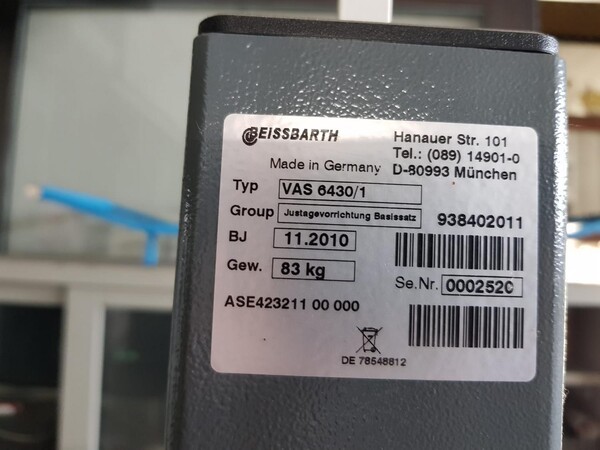 BEISSBARTH
Hanauer Str. 101
Tel.: (089) 14901-0
Made in Germany D-80993 München
Typ VAS 6430/1
Group Justagevorrichtung Basissatz 938402011
BJ 11.2010
Gew. 83 kg Se.Nr. 0002520
ASE423211 00 000
DE 78548812